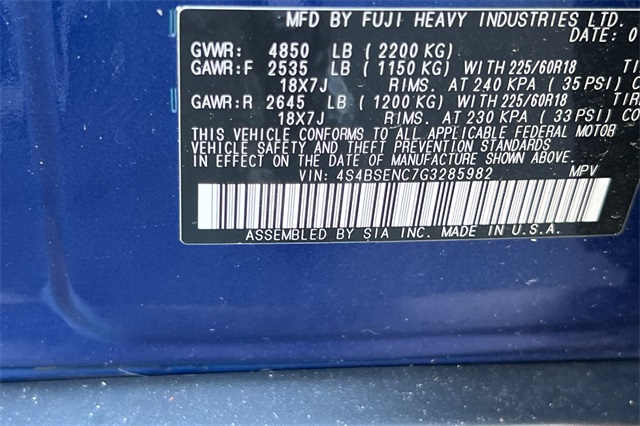 MFD BY FUJI HEAVY INDUSTRIES LTD.
DATE: 0
GVWR: 4850 LB ( 2200 KG)
GAWR: F 2535 LB ( 1150 KG) WITH 225/60R18 TI
18X7J RIMS. AT 240 KPA ( 35 PSI) CO
GAWR: R 2645 LB ( 1200 KG) WITH 225/60R18 TIR
18X7J RIMS. AT 230 KPA ( 33 PSI) CO
THIS VEHICLE CONFORMS TO ALL APPLICABLE FEDERAL MOTOR
VEHICLE SAFETY, BUMPER, AND THEFT PREVENTION STANDARDS
IN EFFECT ON THE DATE OF MANUFACTURE SHOWN ABOVE.
VIN: 4S4BSENC7G3285982 MPV
ASSEMBLED BY SIA INC. MADE IN U.S.A.